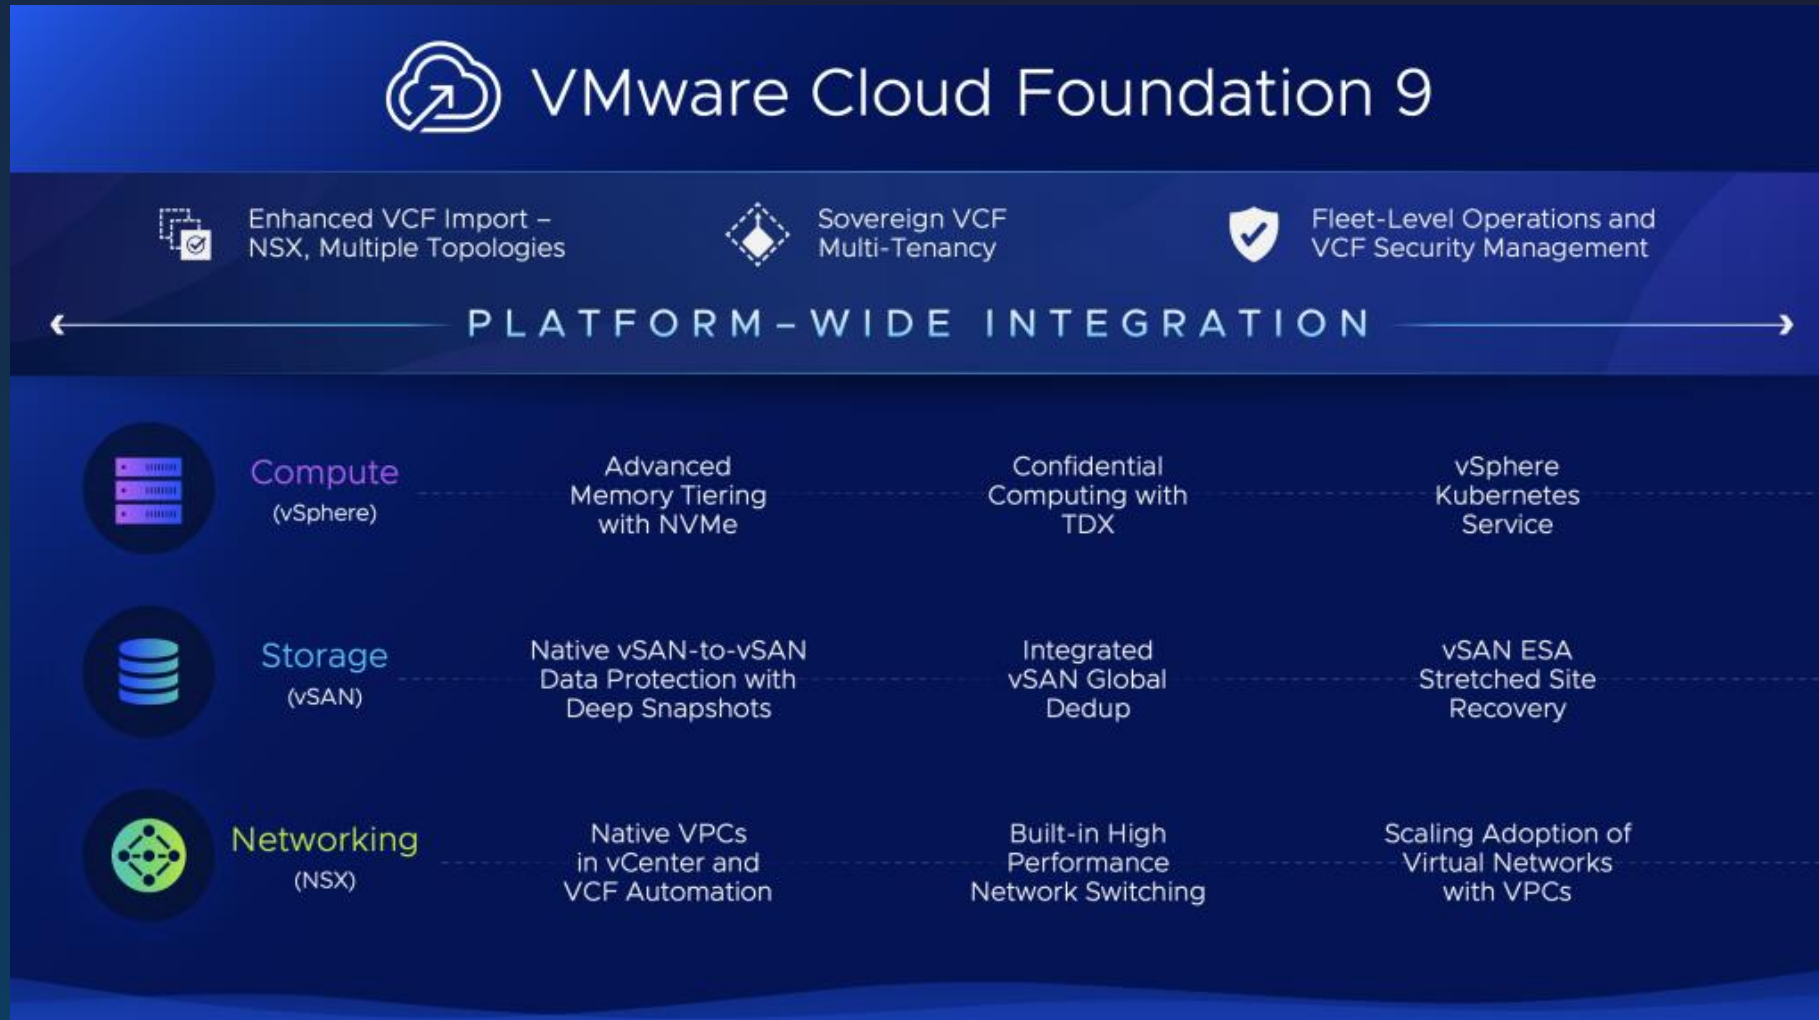 VMware Cloud Foundation 9
Enhanced VCF Import –
NSX, Multiple Topologies
Sovereign VCF
Multi-Tenancy
Fleet-Level Operations and
VCF Security Management
PLATFORM–WIDE INTEGRATION
Compute
(vSphere)
Advanced
Memory Tiering
with NVMe
Confidential
Computing with
TDX
vSphere
Kubernetes
Service
Storage
(vSAN)
Native vSAN-to-vSAN
Data Protection with
Deep Snapshots
Integrated
vSAN Global
Dedup
vSAN ESA
Stretched Site
Recovery
Networking
(NSX)
Native VPCs
in vCenter and
VCF Automation
Built-in High
Performance
Network Switching
Scaling Adoption of
Virtual Networks
with VPCs